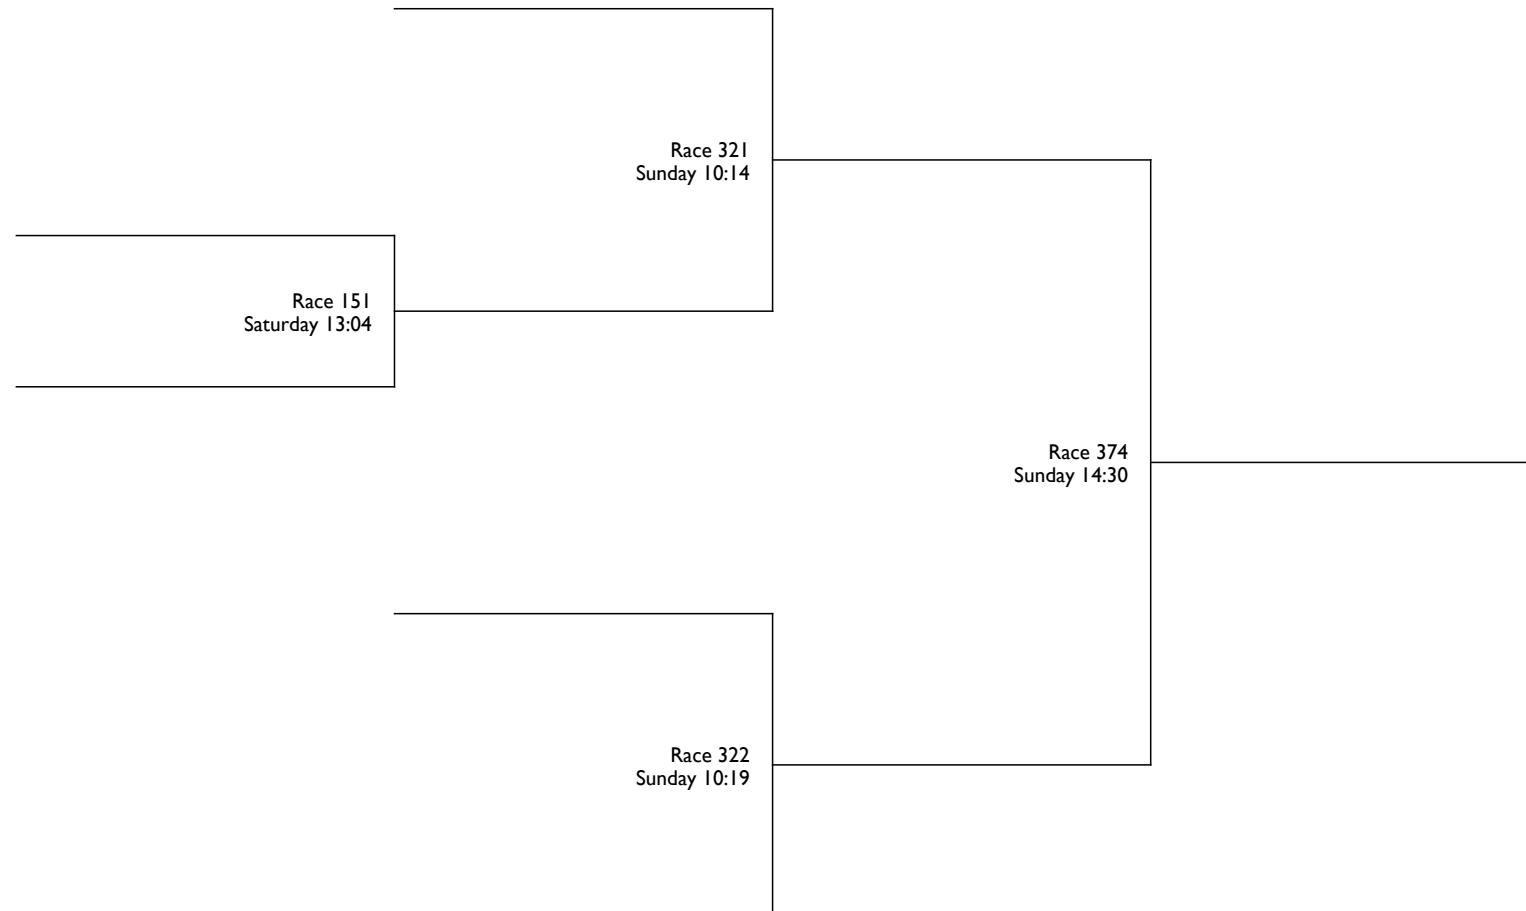 Race 321
Sunday 10:14
Race 151
Saturday 13:04
Race 374
Sunday 14:30
Race 322
Sunday 10:19